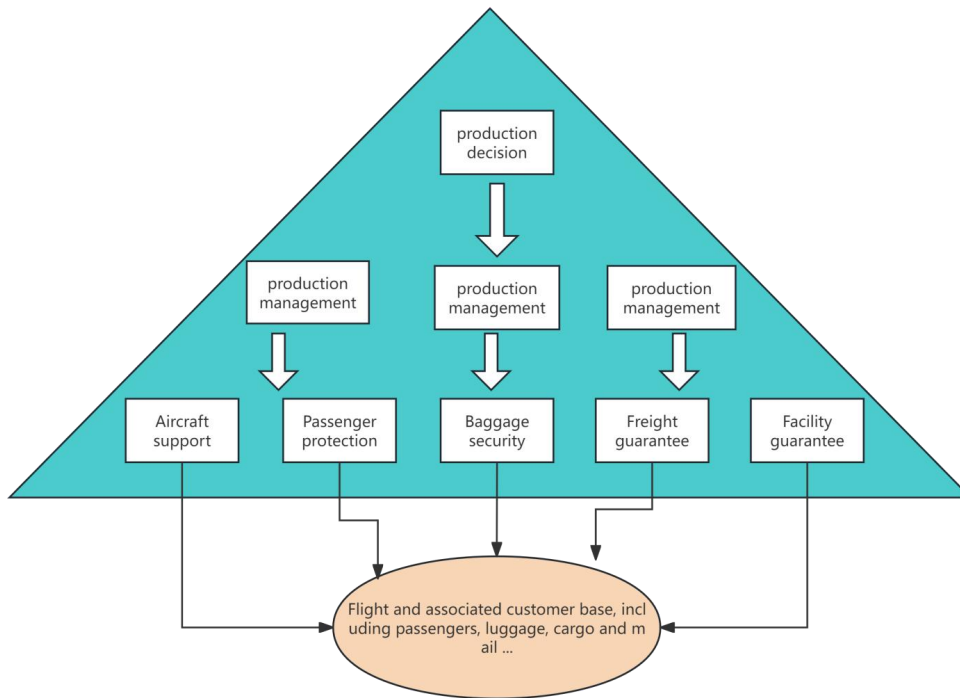 production
decision
production
management
production
management
production
management
Aircraft
support
Passenger
protection
Baggage
security
Freight
guarantee
Facility
guarantee
Flight and associated customer base, incl
uding passengers, luggage, cargo and m
ail ...